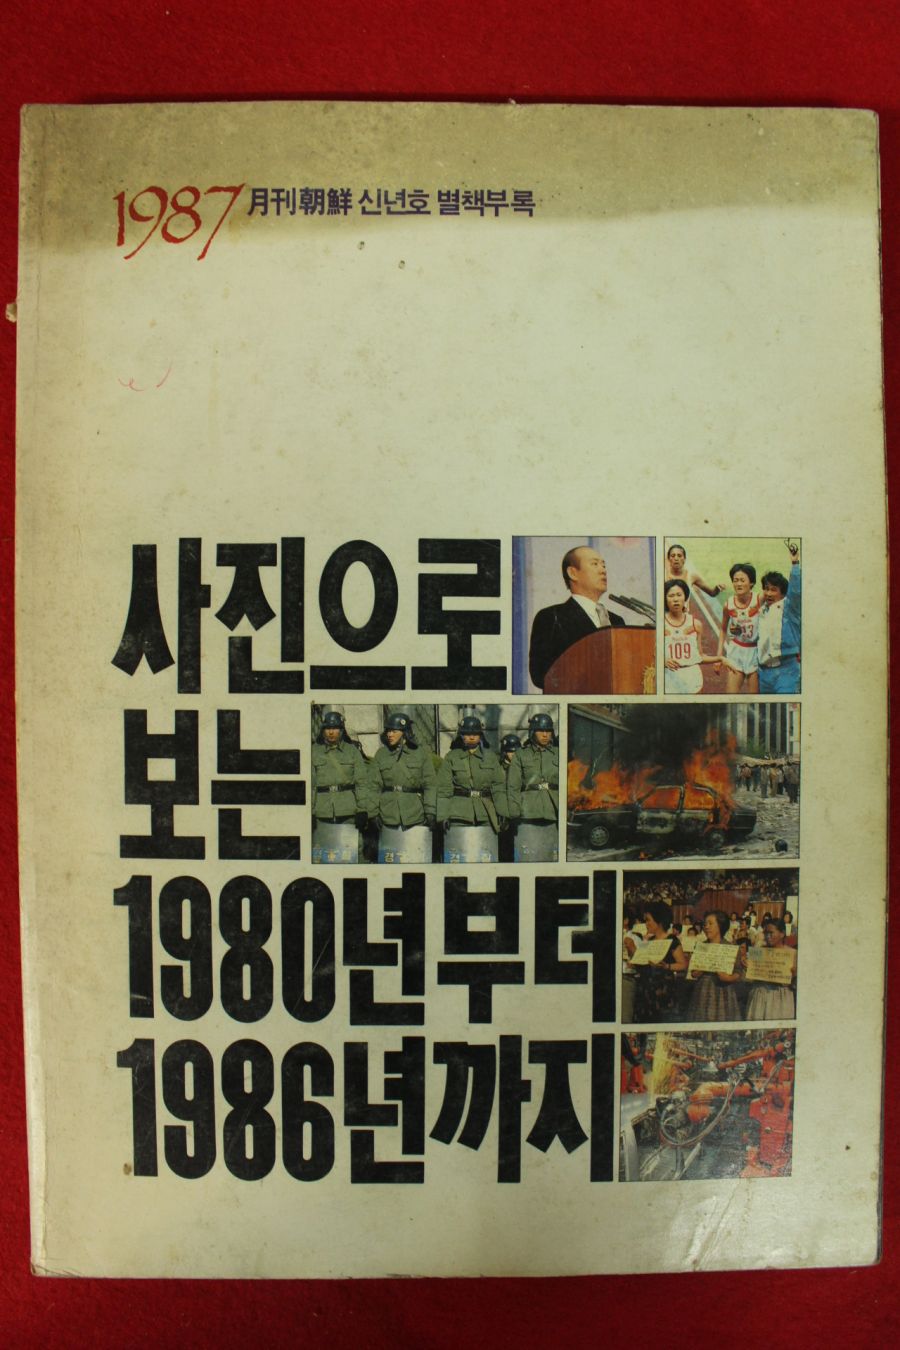 1987 月刊朝鮮 신년호 별책부록
사진으로
보는
1980년부터
1986년까지
109